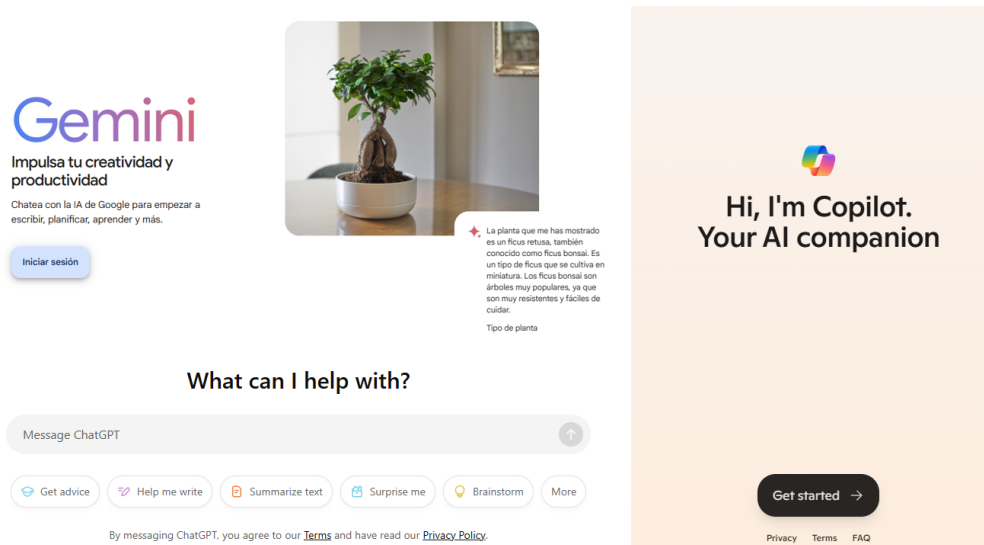 Gemini
Impulsa tu creatividad y
productividad
Chatea con la IA de Google para empezar a
escribir, planificar, aprender y más.
Iniciar sesión
La planta que me has mostrado
es un ficus retusa, también
conocido como ficus bonsai. Es
un tipo de ficus que se cultiva en
miniatura. Los ficus bonsai son
árboles muy populares, ya que
son muy resistentes y fáciles de
cuidar.
Tipo de planta
What can I help with?
Message ChatGPT
Get advice
Help me write
Summarize text
Surprise me
Brainstorm
More
By messaging ChatGPT, you agree to our Terms and have read our Privacy Policy.
Hi, I'm Copilot.
Your AI companion
Get started
Privacy Terms FAQ